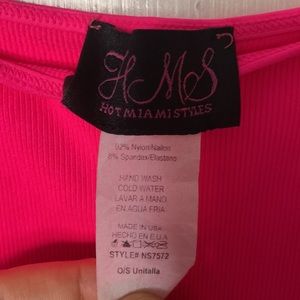 HMS
HOT MIAMI STYLES
92% Nylon/Nailon
8% Spandex/Elastano
HAND WASH
COLD WATER
LAVAR A MANO
EN AGUA FRIA
MADE IN U.S.A
HECHO EN E.U.A
STYLE# NS7572
O/S Unitalla